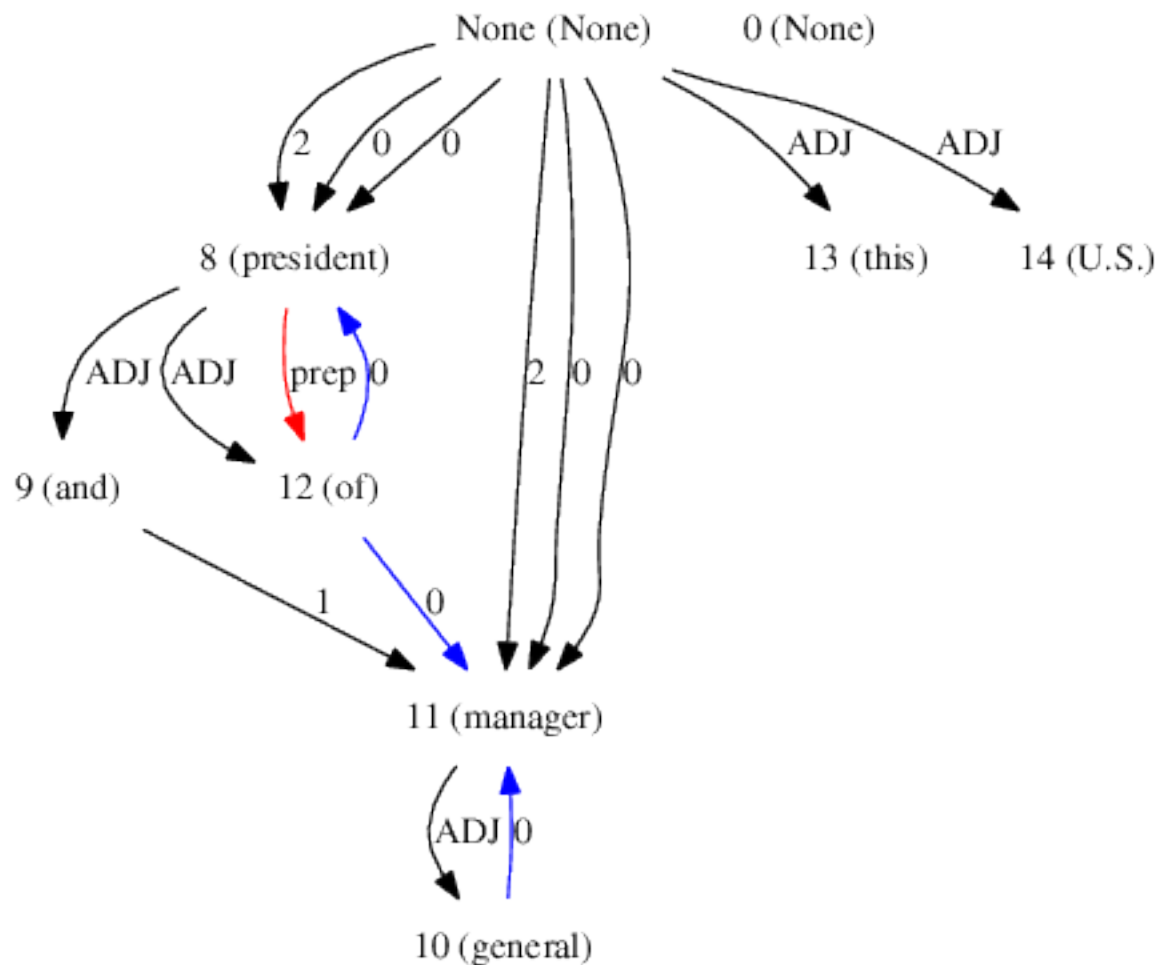 None (None) 0 (None)
2 0 0 ADJ ADJ
8 (president) 13 (this) 14 (U.S.)
ADJ ADJ prep 0 2 0 0
9 (and) 12 (of)
1 0
11 (manager)
ADJ 0
10 (general)